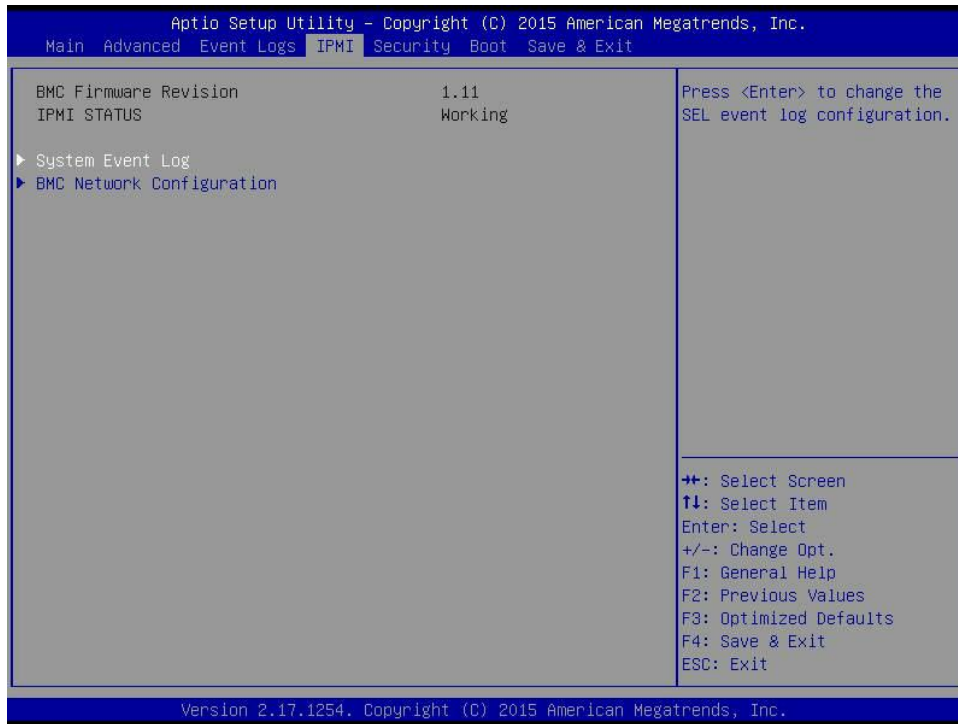 Aptio Setup Utility – Copyright (C) 2015 American Megatrends, Inc.
Main Advanced Event Logs IPMI Security Boot Save & Exit
BMC Firmware Revision 1.11
IPMI STATUS Working
System Event Log
BMC Network Configuration
Press <Enter> to change the
SEL event log configuration.
→←: Select Screen
↑↓: Select Item
Enter: Select
+/-: Change Opt.
F1: General Help
F2: Previous Values
F3: Optimized Defaults
F4: Save & Exit
ESC: Exit
Version 2.17.1254. Copyright (C) 2015 American Megatrends, Inc.